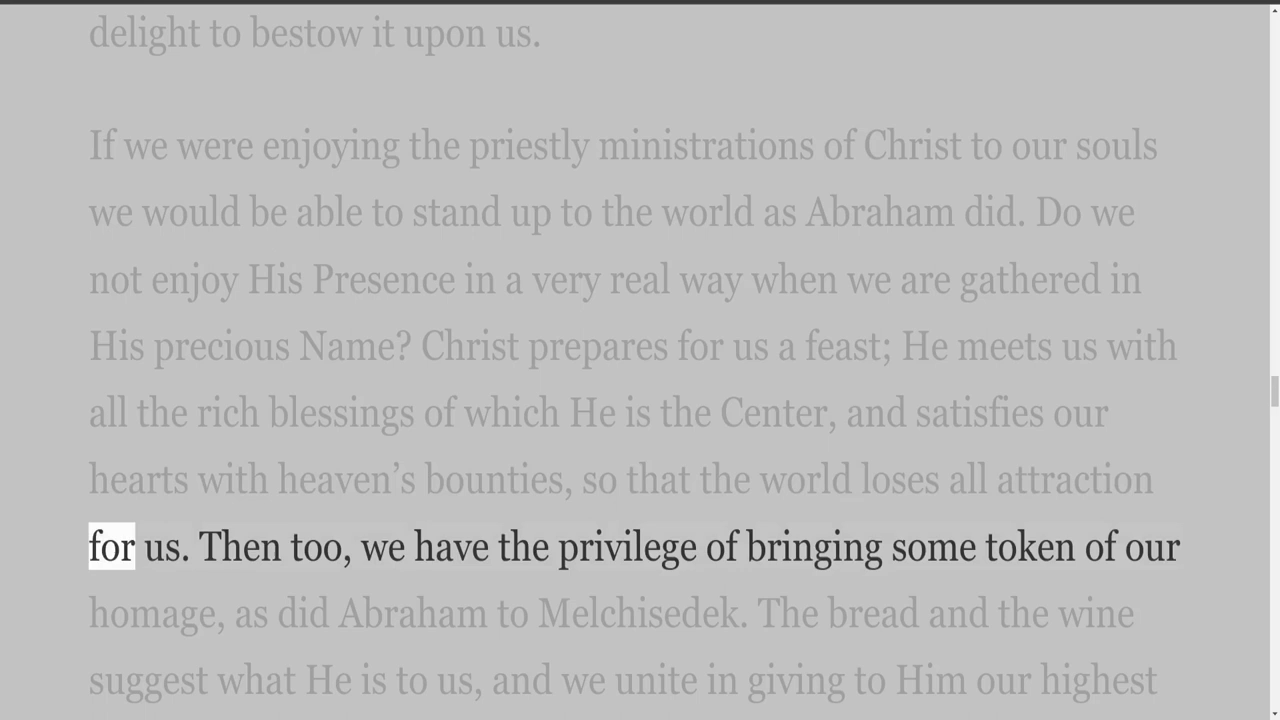 delight to bestow it upon us.
If we were enjoying the priestly ministrations of Christ to our souls
we would be able to stand up to the world as Abraham did. Do we
not enjoy His Presence in a very real way when we are gathered in
His precious Name? Christ prepares for us a feast; He meets us with
all the rich blessings of which He is the Center, and satisfies our
hearts with heaven’s bounties, so that the world loses all attraction
for us. Then too, we have the privilege of bringing some token of our
homage, as did Abraham to Melchisedek. The bread and the wine
suggest what He is to us, and we unite in giving to Him our highest